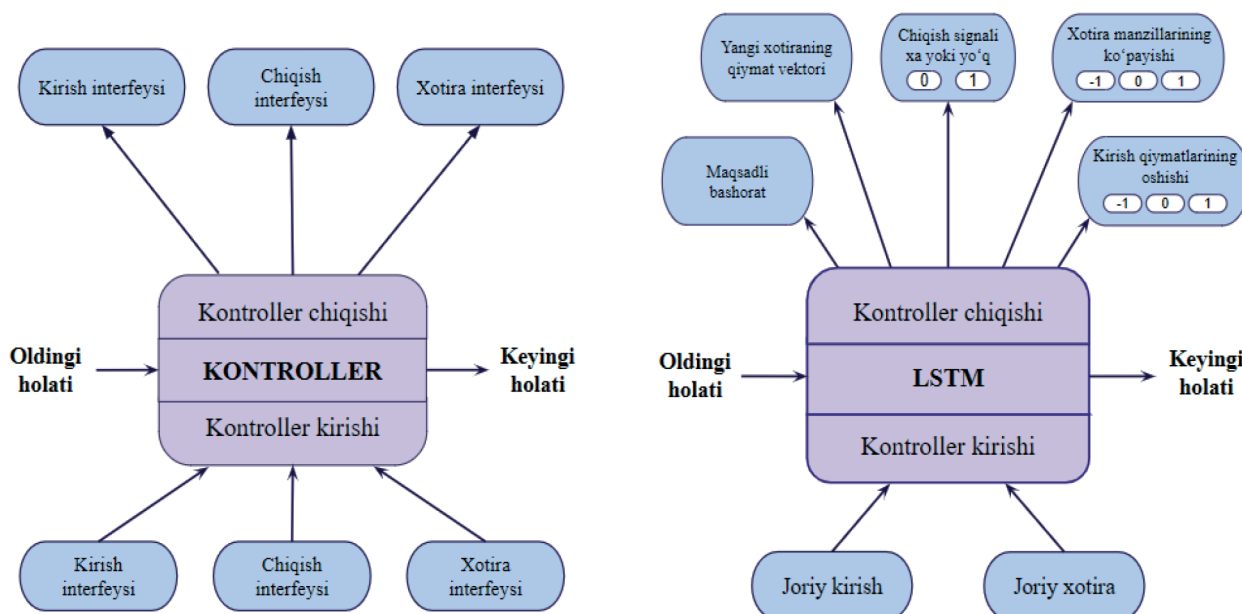 Kirish interfeysi
Chiqish
interfeysi
Xotira interfeysi
Kontroller chiqishi
Oldingi
holati
KONTROLLER
Keyingi
holati
Kontroller kirishi
Kirish
interfeysi
Chiqish
interfeysi
Xotira
interfeysi
Yangi xotiraning
qiymat vektori
Chiqish signali
xa yoki yo‘q
0 1
Xotira manzillarining
ko‘payishi
-1 0 1
Maqsadli
bashorat
Kirish qiymatlarining
oshishi
-1 0 1
Kontroller chiqishi
Oldingi
holati
LSTM
Keyingi
holati
Kontroller kirishi
Joriy kirish
Joriy xotira